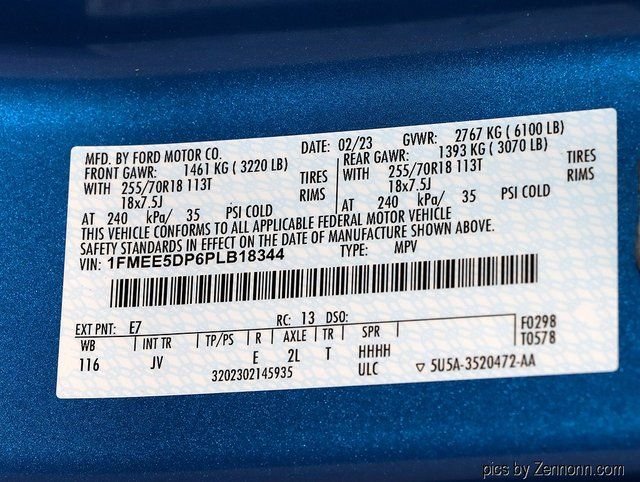 MFD. BY FORD MOTOR CO. DATE: 02/23 GVWR: 2767 KG ( 6100 LB)
FRONT GAWR: 1461 KG ( 3220 LB) REAR GAWR: 1393 KG ( 3070 LB)
WITH 255/70R18 113T TIRES WITH 255/70R18 113T TIRES
18x7.5J RIMS 18x7.5J RIMS
AT 240 kPa/ 35 PSI COLD AT 240 kPa/ 35 PSI COLD
THIS VEHICLE CONFORMS TO ALL APPLICABLE FEDERAL MOTOR VEHICLE
SAFETY STANDARDS IN EFFECT ON THE DATE OF MANUFACTURE SHOWN ABOVE.
VIN: 1FMEE5DP6PLB18344 TYPE: MPV
EXT PNT: E7 RC: 13 DSO:
WB INT TR TP/PS R AXLE TR SPR F0298
116 JV E 2L T HHHH T0578
3202302145935 ULC ▽ 5U5A-3520472-AA
pics by Zennonn.com